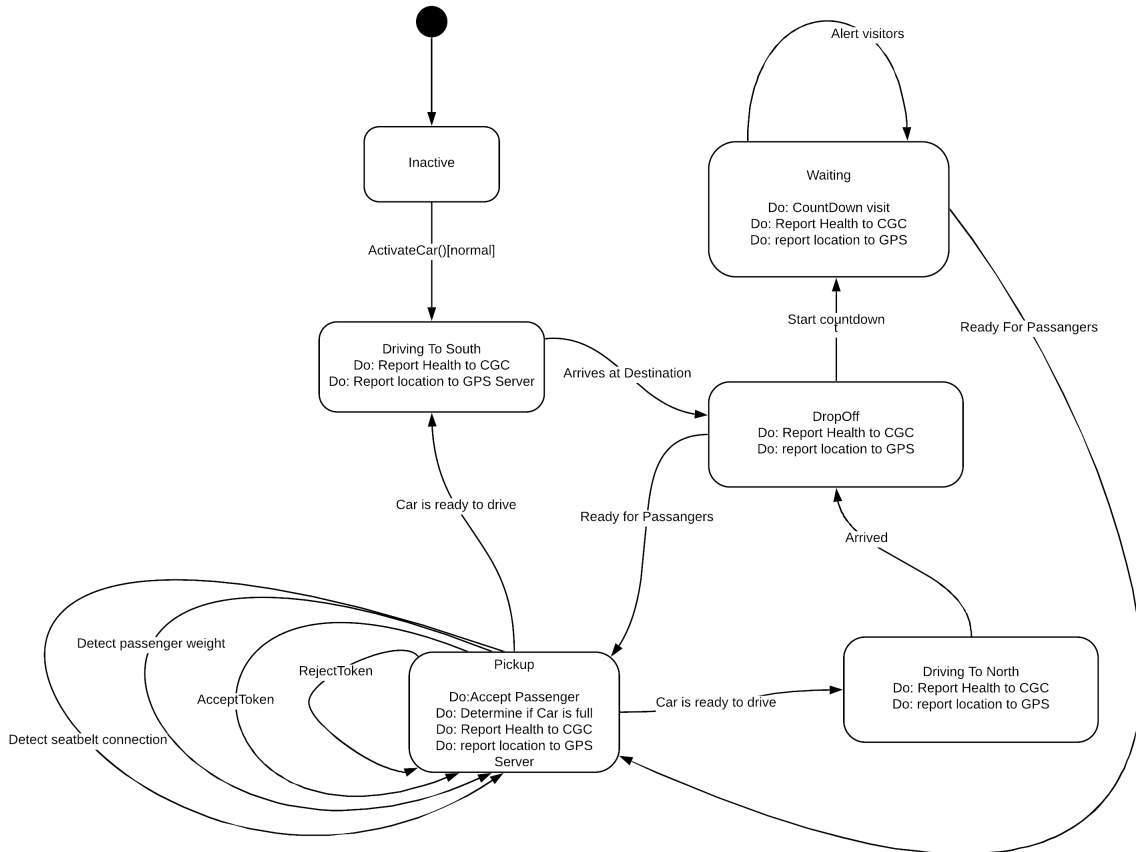 Alert visitors
Inactive
Waiting
Do: CountDown visit
Do: Report Health to CGC
Do: report location to GPS
ActivateCar()[normal]
Start countdown
t
Ready For Passangers
Driving To South
Do: Report Health to CGC
Do: Report location to GPS Server
Arrives at Destination
DropOff
Do: Report Health to CGC
Do: report location to GPS
Car is ready to drive
Ready for Passangers
Arrived
Detect passenger weight
RejectToken
AcceptToken
Detect seatbelt connection
Pickup
Do:Accept Passenger
Do: Determine if Car is full
Do: Report Health to CGC
Do: report location to GPS
Server
Car is ready to drive
Driving To North
Do: Report Health to CGC
Do: report location to GPS